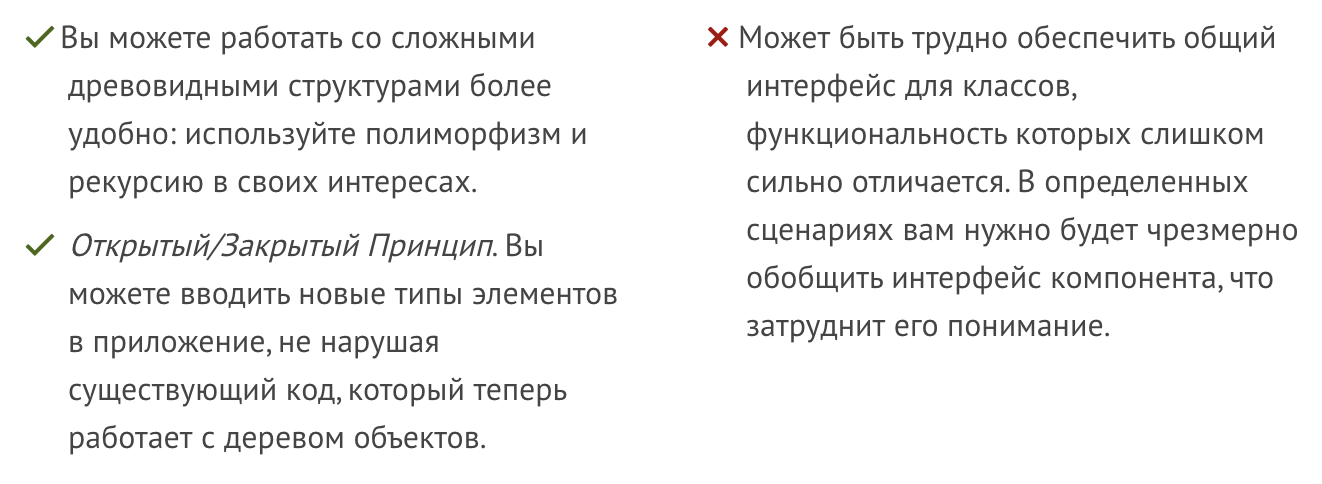 Вы можете работать со сложными
древовидными структурами более
удобно: используйте полиморфизм и
рекурсию в своих интересах.
Открытый/Закрытый Принцип. Вы
можете вводить новые типы элементов
в приложение, не нарушая
существующий код, который теперь
работает с деревом объектов.
Может быть трудно обеспечить общий
интерфейс для классов,
функциональность которых слишком
сильно отличается. В определенных
сценариях вам нужно будет чрезмерно
обобщить интерфейс компонента, что
затруднит его понимание.